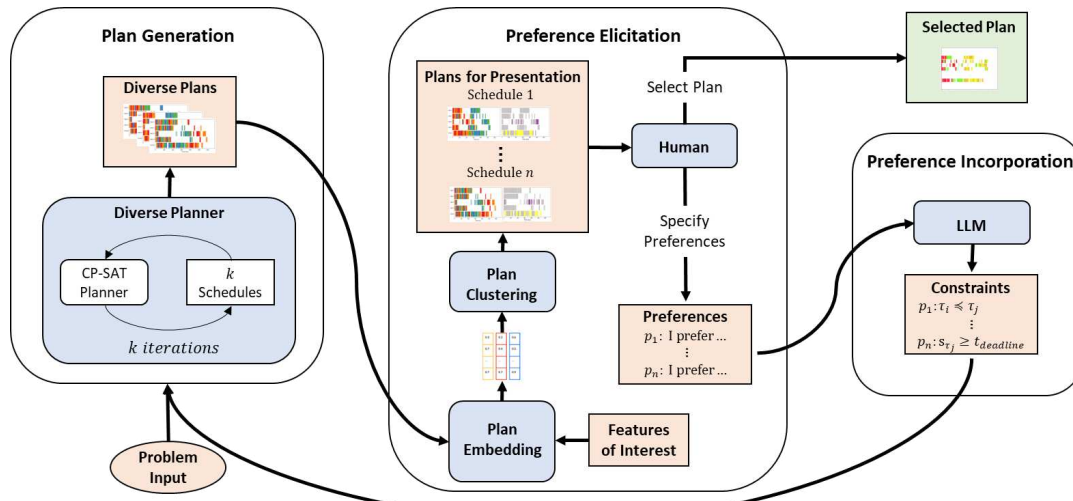 Plan Generation
Diverse Plans
Diverse Planner
CP-SAT
Planner
k
Schedules
k iterations
Problem
Input
Preference Elicitation
Plans for Presentation
Schedule 1
Schedule n
Plan
Clustering
Plan
Embedding
Features
of Interest
Select Plan
Human
Specify
Preferences
Preferences
p₁: I prefer ...
⋮
pₙ: I prefer ...
Selected Plan
Preference Incorporation
LLM
Constraints
p₁: τᵢ ≼ τⱼ
⋮
pₙ: s_τⱼ ≥ t_deadline